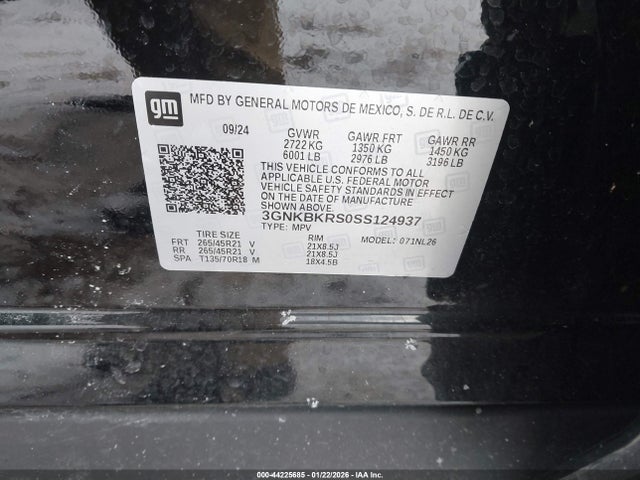 gm
MFD BY GENERAL MOTORS DE MEXICO, S. DE R.L. DE C.V.
09/24 GVWR GAWR FRT GAWR RR
2722 KG 1350 KG 1450 KG
6001 LB 2976 LB 3196 LB
THIS VEHICLE CONFORMS TO ALL
APPLICABLE U.S. FEDERAL MOTOR
VEHICLE SAFETY STANDARDS IN EFFECT
ON THE DATE OF MANUFACTURE
SHOWN ABOVE.
3GNKBKRS0SS124937
TYPE: MPV MODEL: 071NL26
TIRE SIZE RIM
FRT 265/45R21 V 21X8.5J
RR 265/45R21 V 21X8.5J
SPA T135/70R18 M 18X4.5B
000-44225685 - 01/22/2026 - IAA Inc.